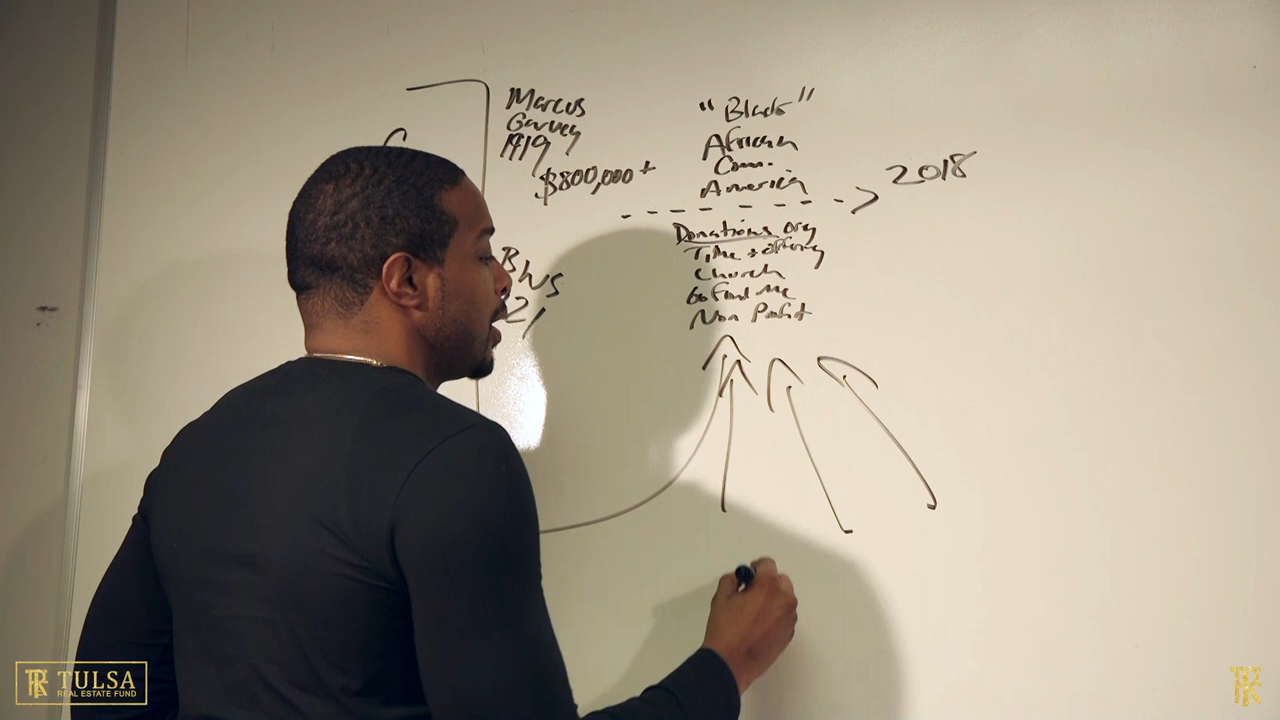 Marcus
Garvey
1919
$800,000+
"Black"
African
Com.
America
2018
Donations org
Tithe + offering
Church
Go Fund Me
Non Profit
TULSA
REAL ESTATE FUND